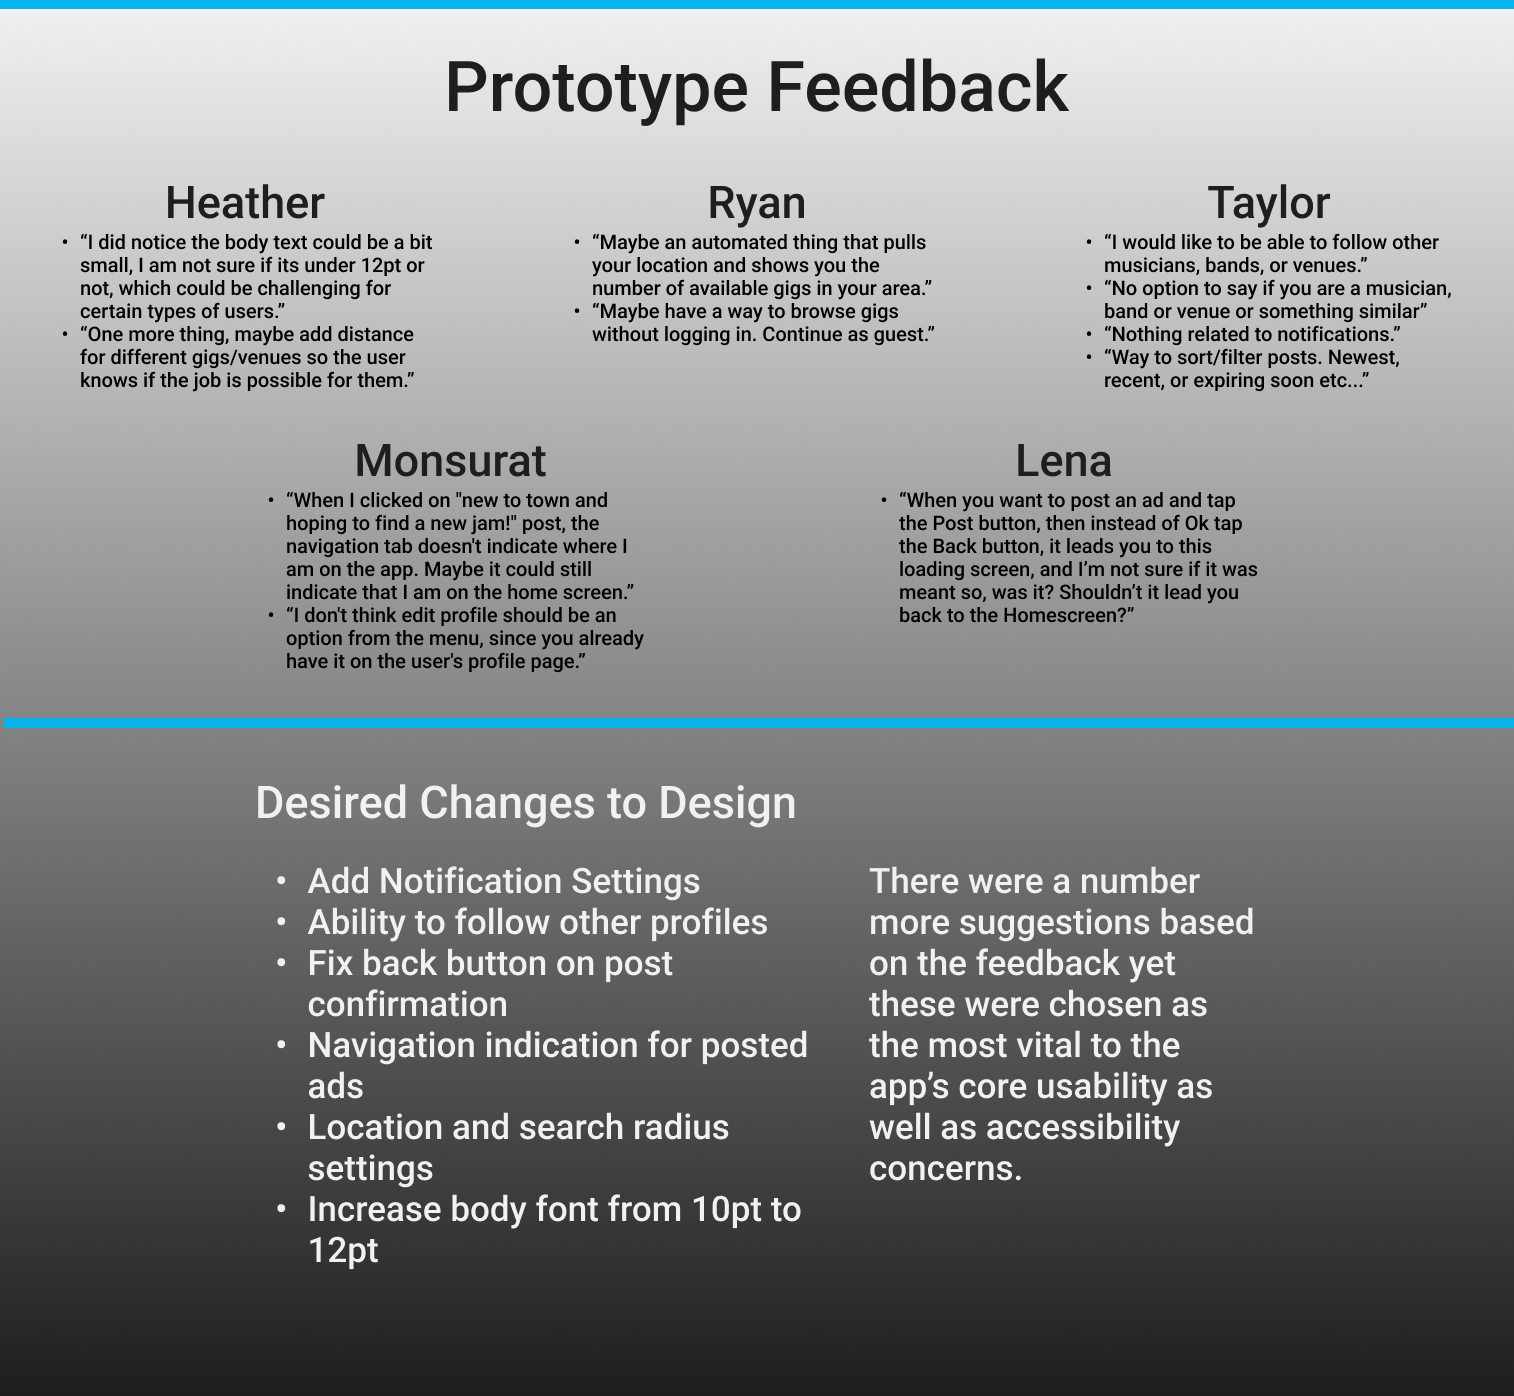 Prototype Feedback
Heather
• “I did notice the body text could be a bit
small, I am not sure if its under 12pt or
not, which could be challenging for
certain types of users.”
• “One more thing, maybe add distance
for different gigs/venues so the user
knows if the job is possible for them.”
Ryan
• “Maybe an automated thing that pulls
your location and shows you the
number of available gigs in your area.”
• “Maybe have a way to browse gigs
without logging in. Continue as guest.”
Taylor
• “I would like to be able to follow other
musicians, bands, or venues.”
• “No option to say if you are a musician,
band or venue or something similar”
• “Nothing related to notifications.”
• “Way to sort/filter posts. Newest,
recent, or expiring soon etc...”
Monsurat
• “When I clicked on "new to town and
hoping to find a new jam!" post, the
navigation tab doesn't indicate where I
am on the app. Maybe it could still
indicate that I am on the home screen.”
• “I don't think edit profile should be an
option from the menu, since you already
have it on the user's profile page.”
Lena
• “When you want to post an ad and tap
the Post button, then instead of Ok tap
the Back button, it leads you to this
loading screen, and I’m not sure if it was
meant so, was it? Shouldn’t it lead you
back to the Homescreen?”
Desired Changes to Design
• Add Notification Settings
• Ability to follow other profiles
• Fix back button on post
confirmation
• Navigation indication for posted
ads
• Location and search radius
settings
• Increase body font from 10pt to
12pt
There were a number
more suggestions based
on the feedback yet
these were chosen as
the most vital to the
app’s core usability as
well as accessibility
concerns.